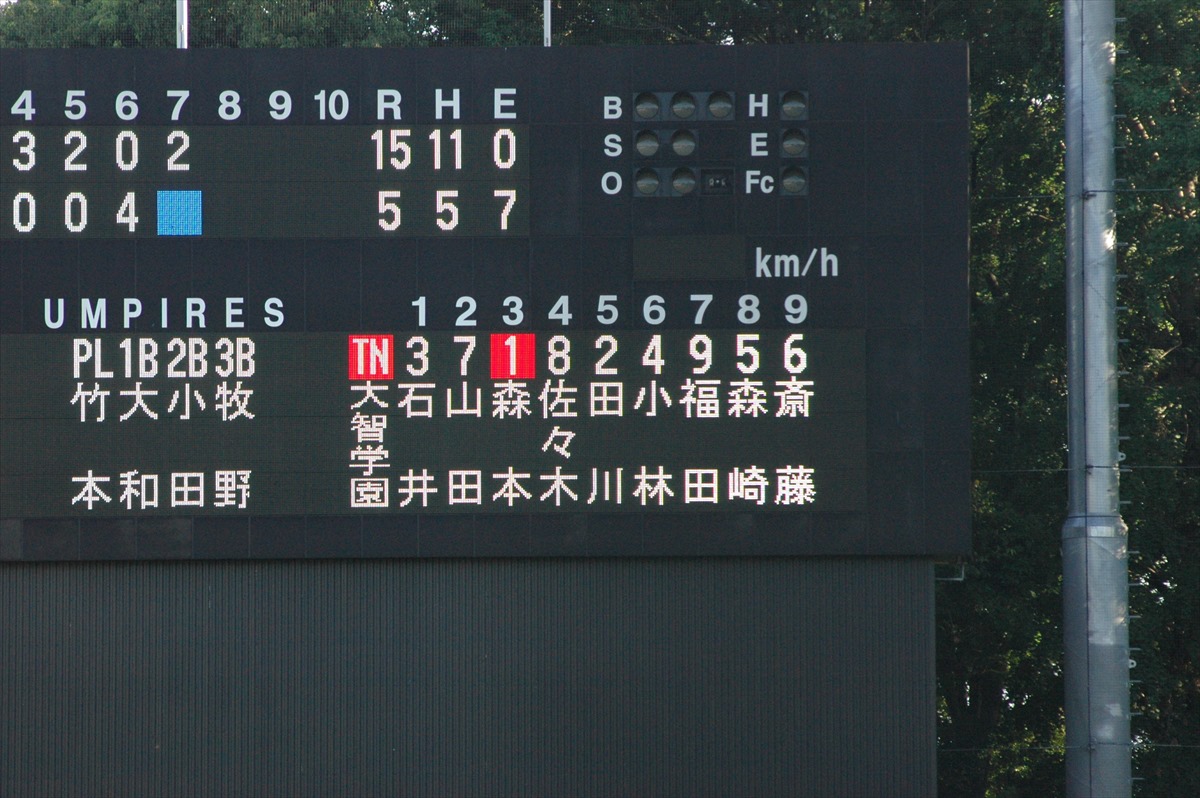 4 5 6 7 8 9 10 R H E
3 2 0 2 15 11 0
0 0 4 5 5 7
B H
S E
O Fc
km/h
UMPIRES
PL 1B 2B 3B
竹本 大和 小田 牧野
1 2 3 4 5 6 7 8 9
TN 3 7 1 8 2 4 9 5 6
大智学園 石井 山田 森本 佐々木 田川 小林 福田 森崎 斎藤